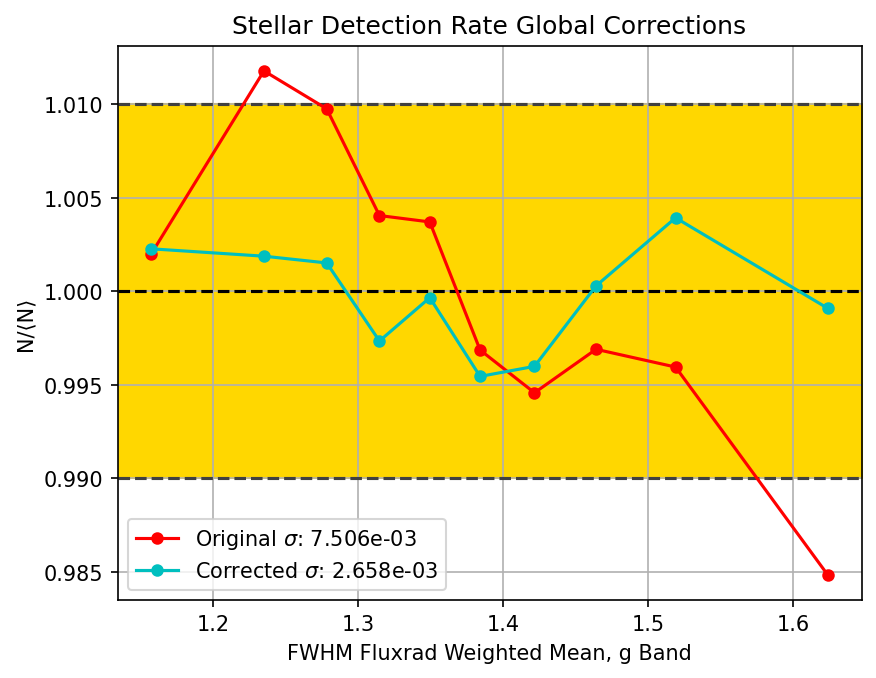 Stellar Detection Rate Global Corrections
N/⟨N⟩
1.010
1.005
1.000
0.995
0.990
0.985
Original σ: 7.506e-03
Corrected σ: 2.658e-03
1.2 1.3 1.4 1.5 1.6
FWHM Fluxrad Weighted Mean, g Band